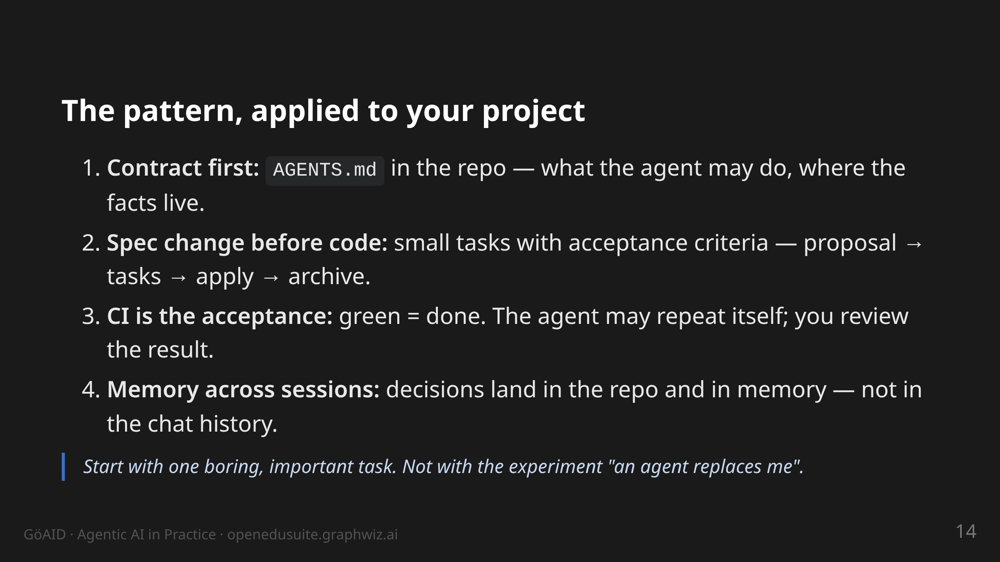 The pattern, applied to your project
1. Contract first: AGENTS.md in the repo — what the agent may do, where the
facts live.
2. Spec change before code: small tasks with acceptance criteria — proposal →
tasks → apply → archive.
3. CI is the acceptance: green = done. The agent may repeat itself; you review
the result.
4. Memory across sessions: decisions land in the repo and in memory — not in
the chat history.
Start with one boring, important task. Not with the experiment "an agent replaces me".
GöAID · Agentic AI in Practice · openedusuite.graphwiz.ai
14